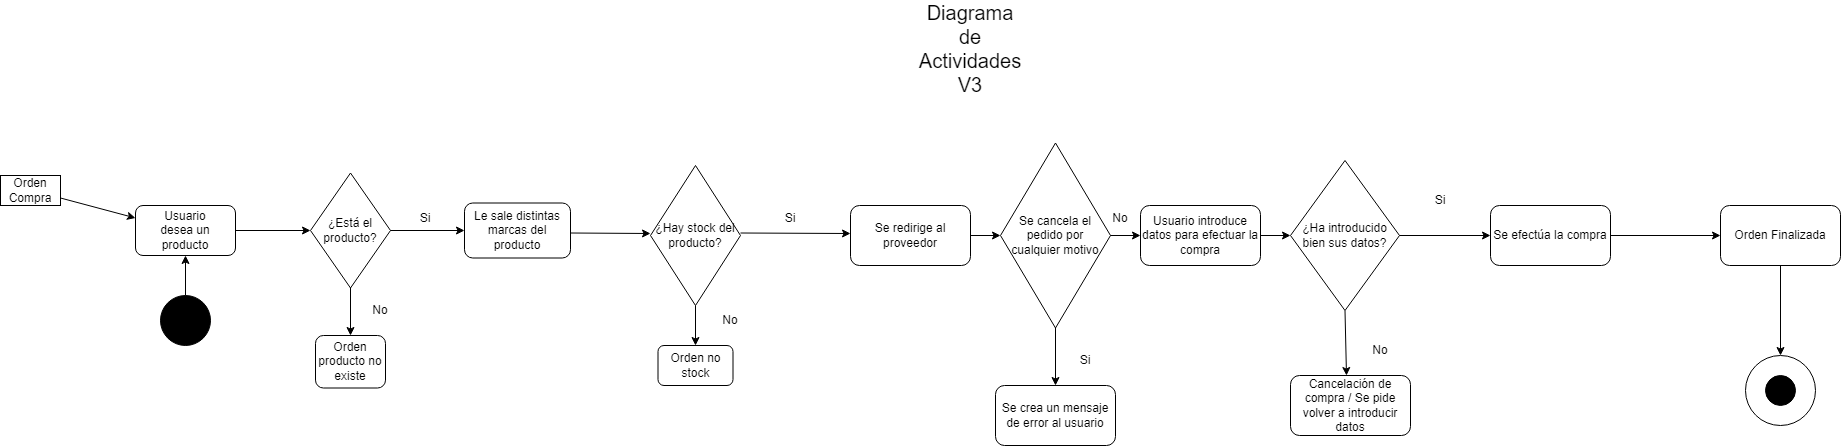 Diagrama
de
Actividades
V3
Orden
Compra
Usuario
desea un
producto
¿Está el
producto?
Si
No
Orden
producto no
existe
Le sale distintas
marcas del
producto
¿Hay stock del
producto?
Si
No
Orden no
stock
Se redirige al
proveedor
Se cancela el
pedido por
cualquier motivo
No
Si
Se crea un mensaje
de error al usuario
Usuario introduce
datos para efectuar la
compra
¿Ha introducido
bien sus datos?
Si
No
Cancelación de
compra / Se pide
volver a introducir
datos
Se efectúa la compra
Orden Finalizada